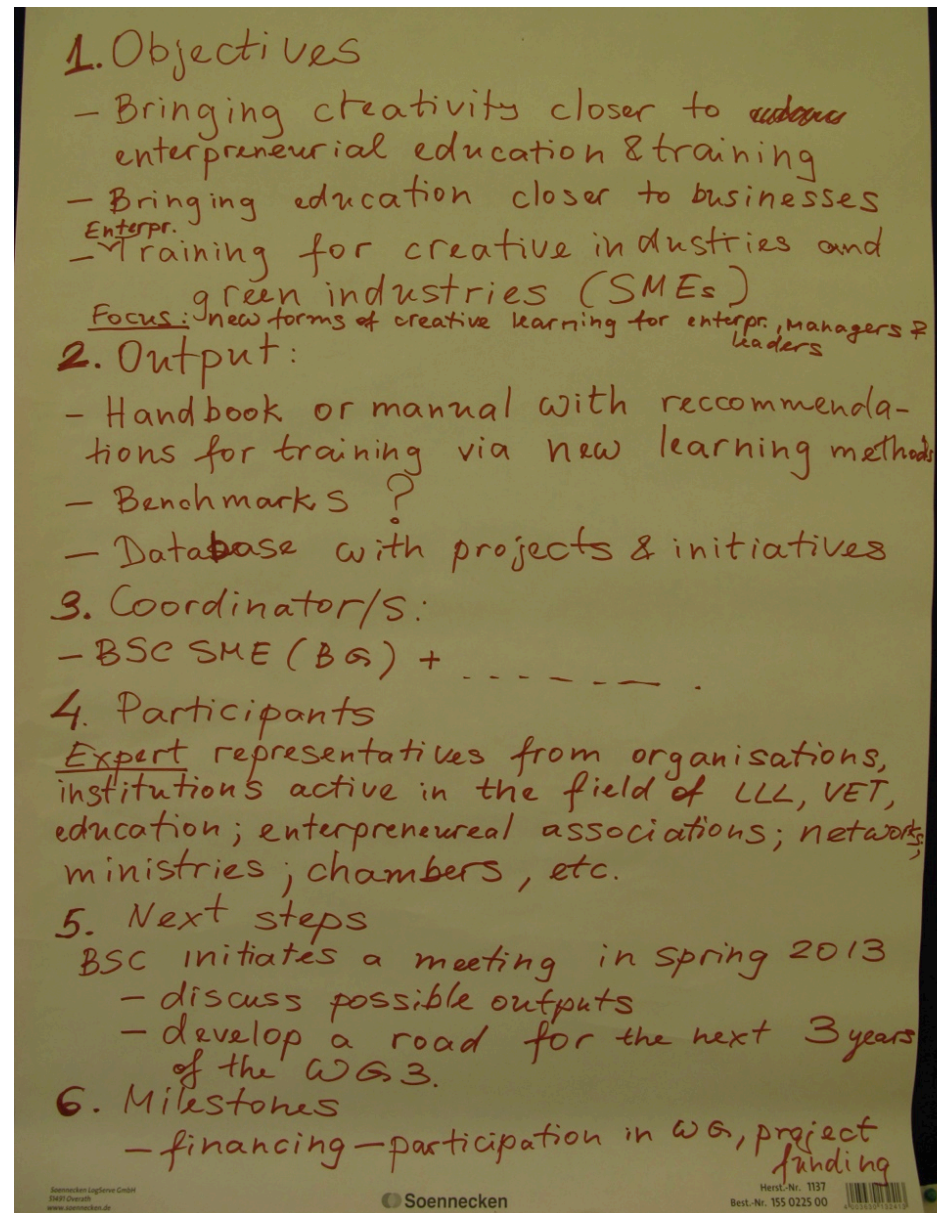 1. Objectives
- Bringing creativity closer to
enterpreneurial education & training
- Bringing education closer to businesses
Enterpr.
- Training for creative industries and
green industries (SMEs)
Focus: new forms of creative learning for enterpr., managers &
leaders
2. Output:
- Handbook or manual with reccommenda-
tions for training via new learning methods
- Benchmarks ?
- Database with projects & initiatives
3. Coordinator/s:
- BSC SME (BG) + _ _ _ _ _ _ _ .
4. Participants
Expert representatives from organisations,
institutions active in the field of LLL, VET,
education; enterpreneureal associations; networks;
ministries; chambers, etc.
5. Next steps
BSC initiates a meeting in spring 2013
- discuss possible outputs
- develop a road for the next 3 years
of the WG3.
6. Milestones
- financing - participation in WG, project
funding
Soennecken LogServe GmbH
51491 Overath
www.soennecken.de
Soennecken
Herst.-Nr. 1137
Best.-Nr. 155 0225 00